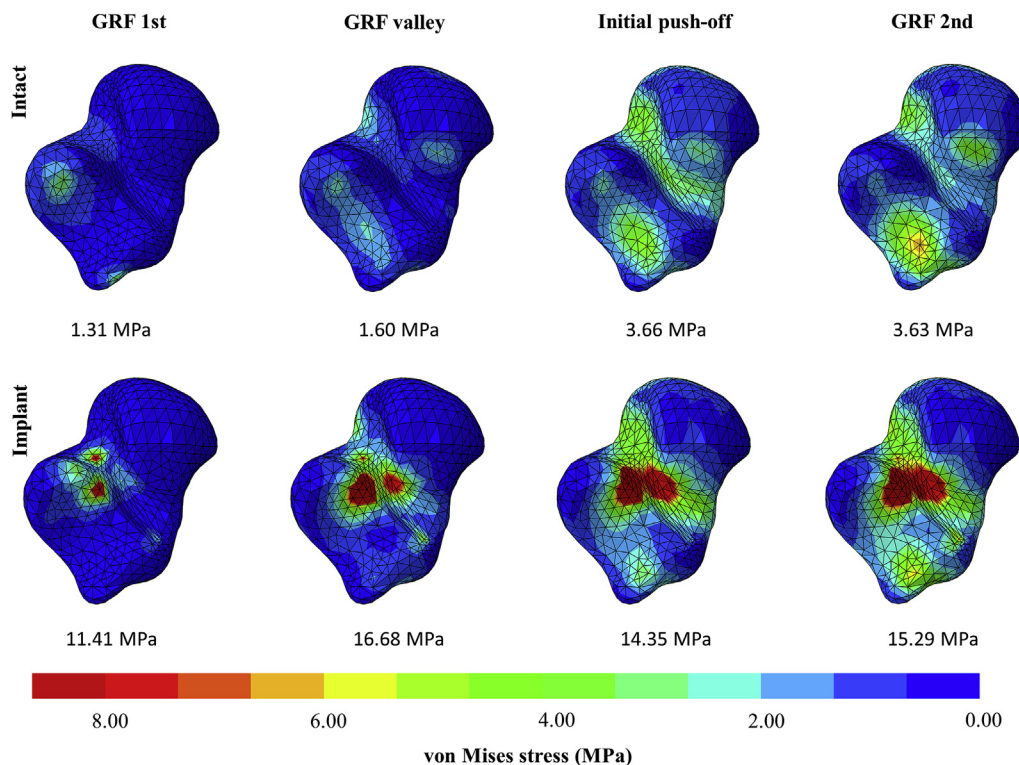 GRF 1st GRF valley Initial push-off GRF 2nd
Intact
1.31 MPa 1.60 MPa 3.66 MPa 3.63 MPa
Implant
11.41 MPa 16.68 MPa 14.35 MPa 15.29 MPa
8.00 6.00 4.00 2.00 0.00
von Mises stress (MPa)